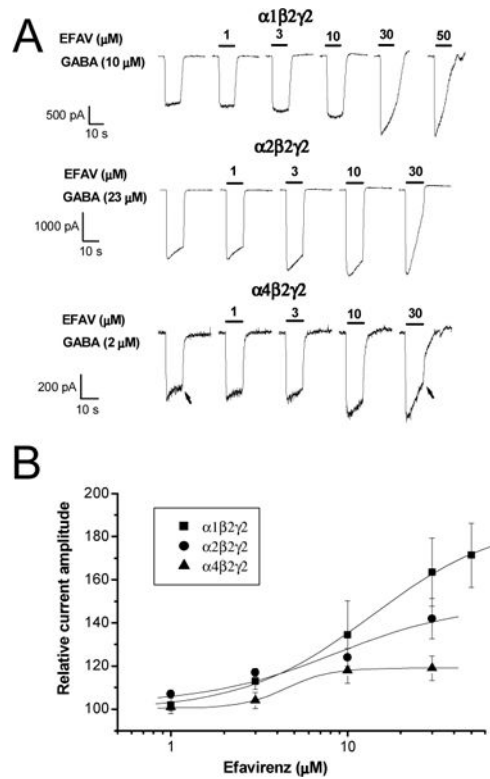 A
α1β2γ2
EFAV (μM) 1 3 10 30 50
GABA (10 μM)
500 pA
10 s
α2β2γ2
EFAV (μM) 1 3 10 30
GABA (23 μM)
1000 pA
10 s
α4β2γ2
EFAV (μM) 1 3 10 30
GABA (2 μM)
200 pA
10 s
B
200
180
160
140
120
100
Relative current amplitude
α1β2γ2
α2β2γ2
α4β2γ2
1 10
Efavirenz (μM)